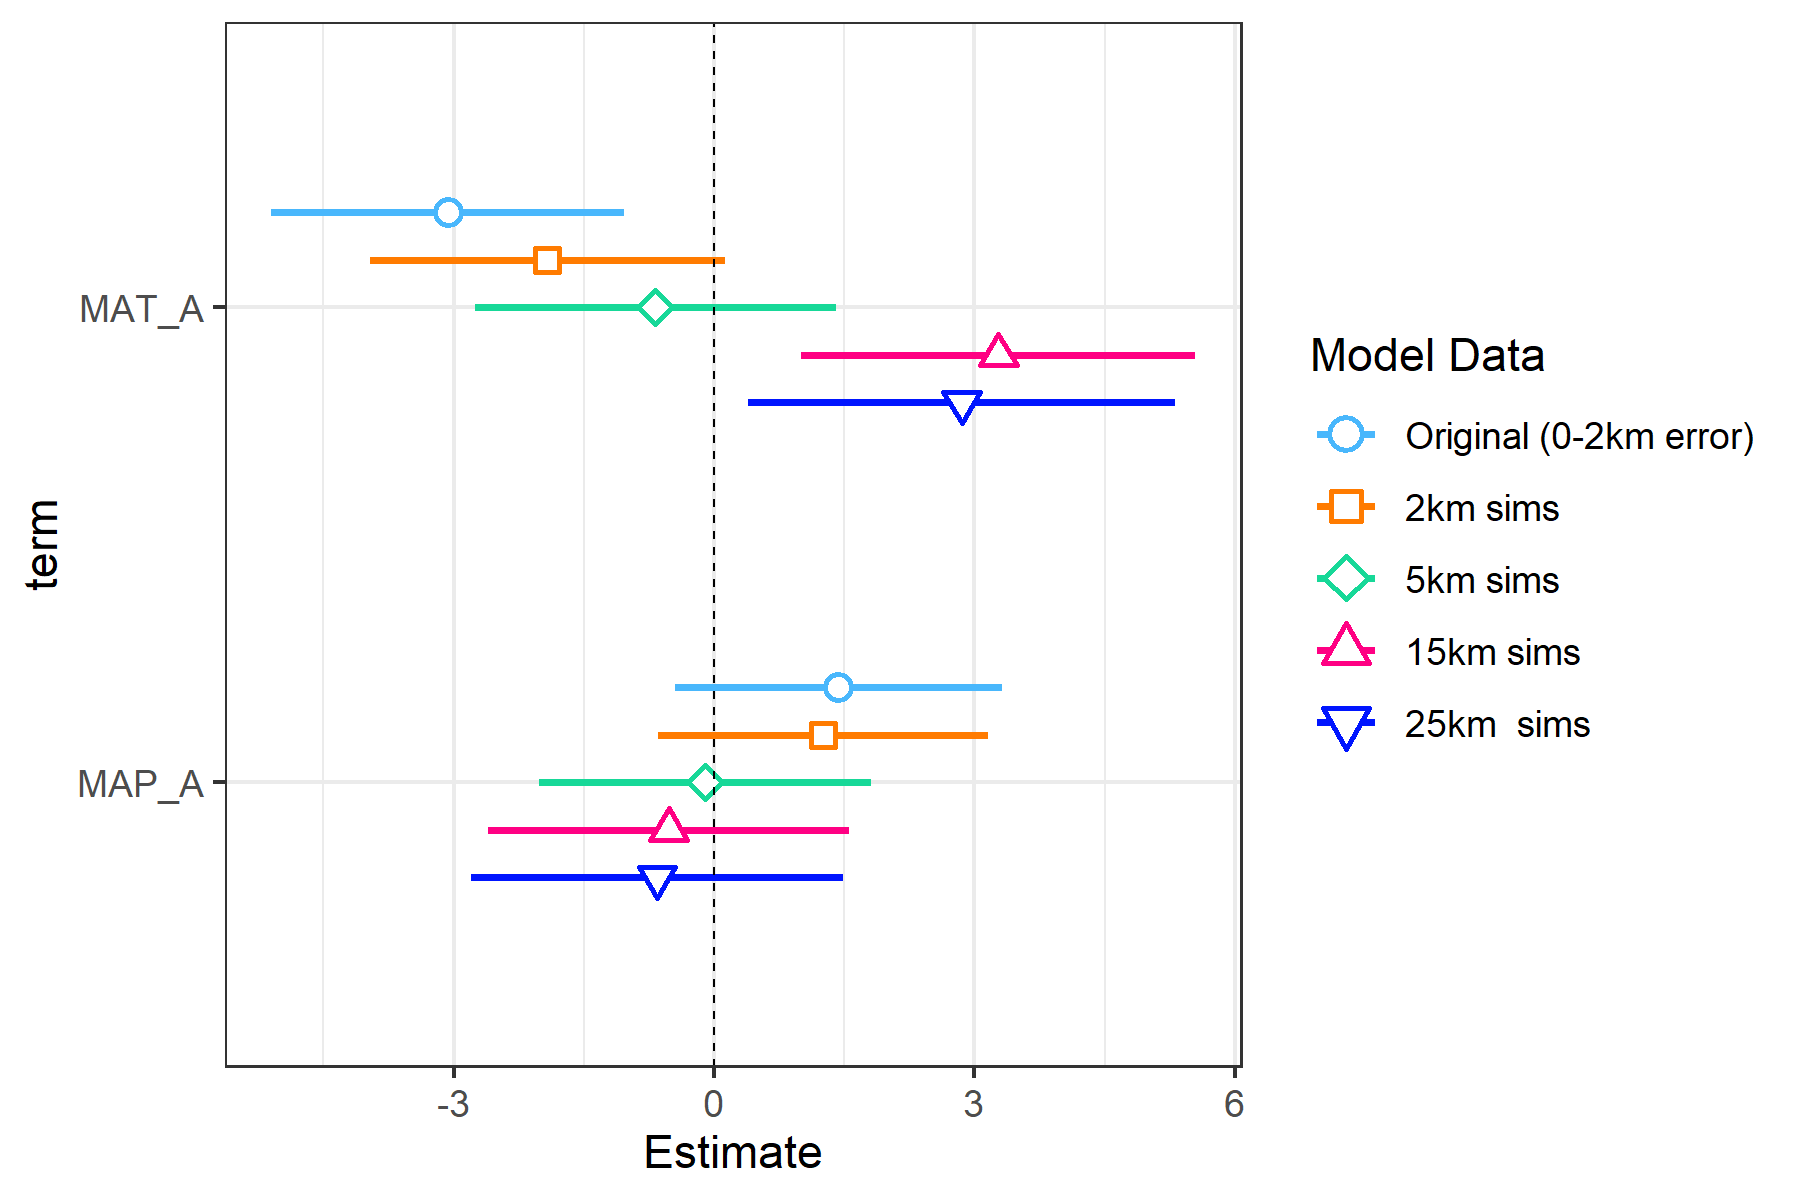 term
MAT_A
MAP_A
-3 0 3 6
Estimate
Model Data
Original (0-2km error)
2km sims
5km sims
15km sims
25km  sims